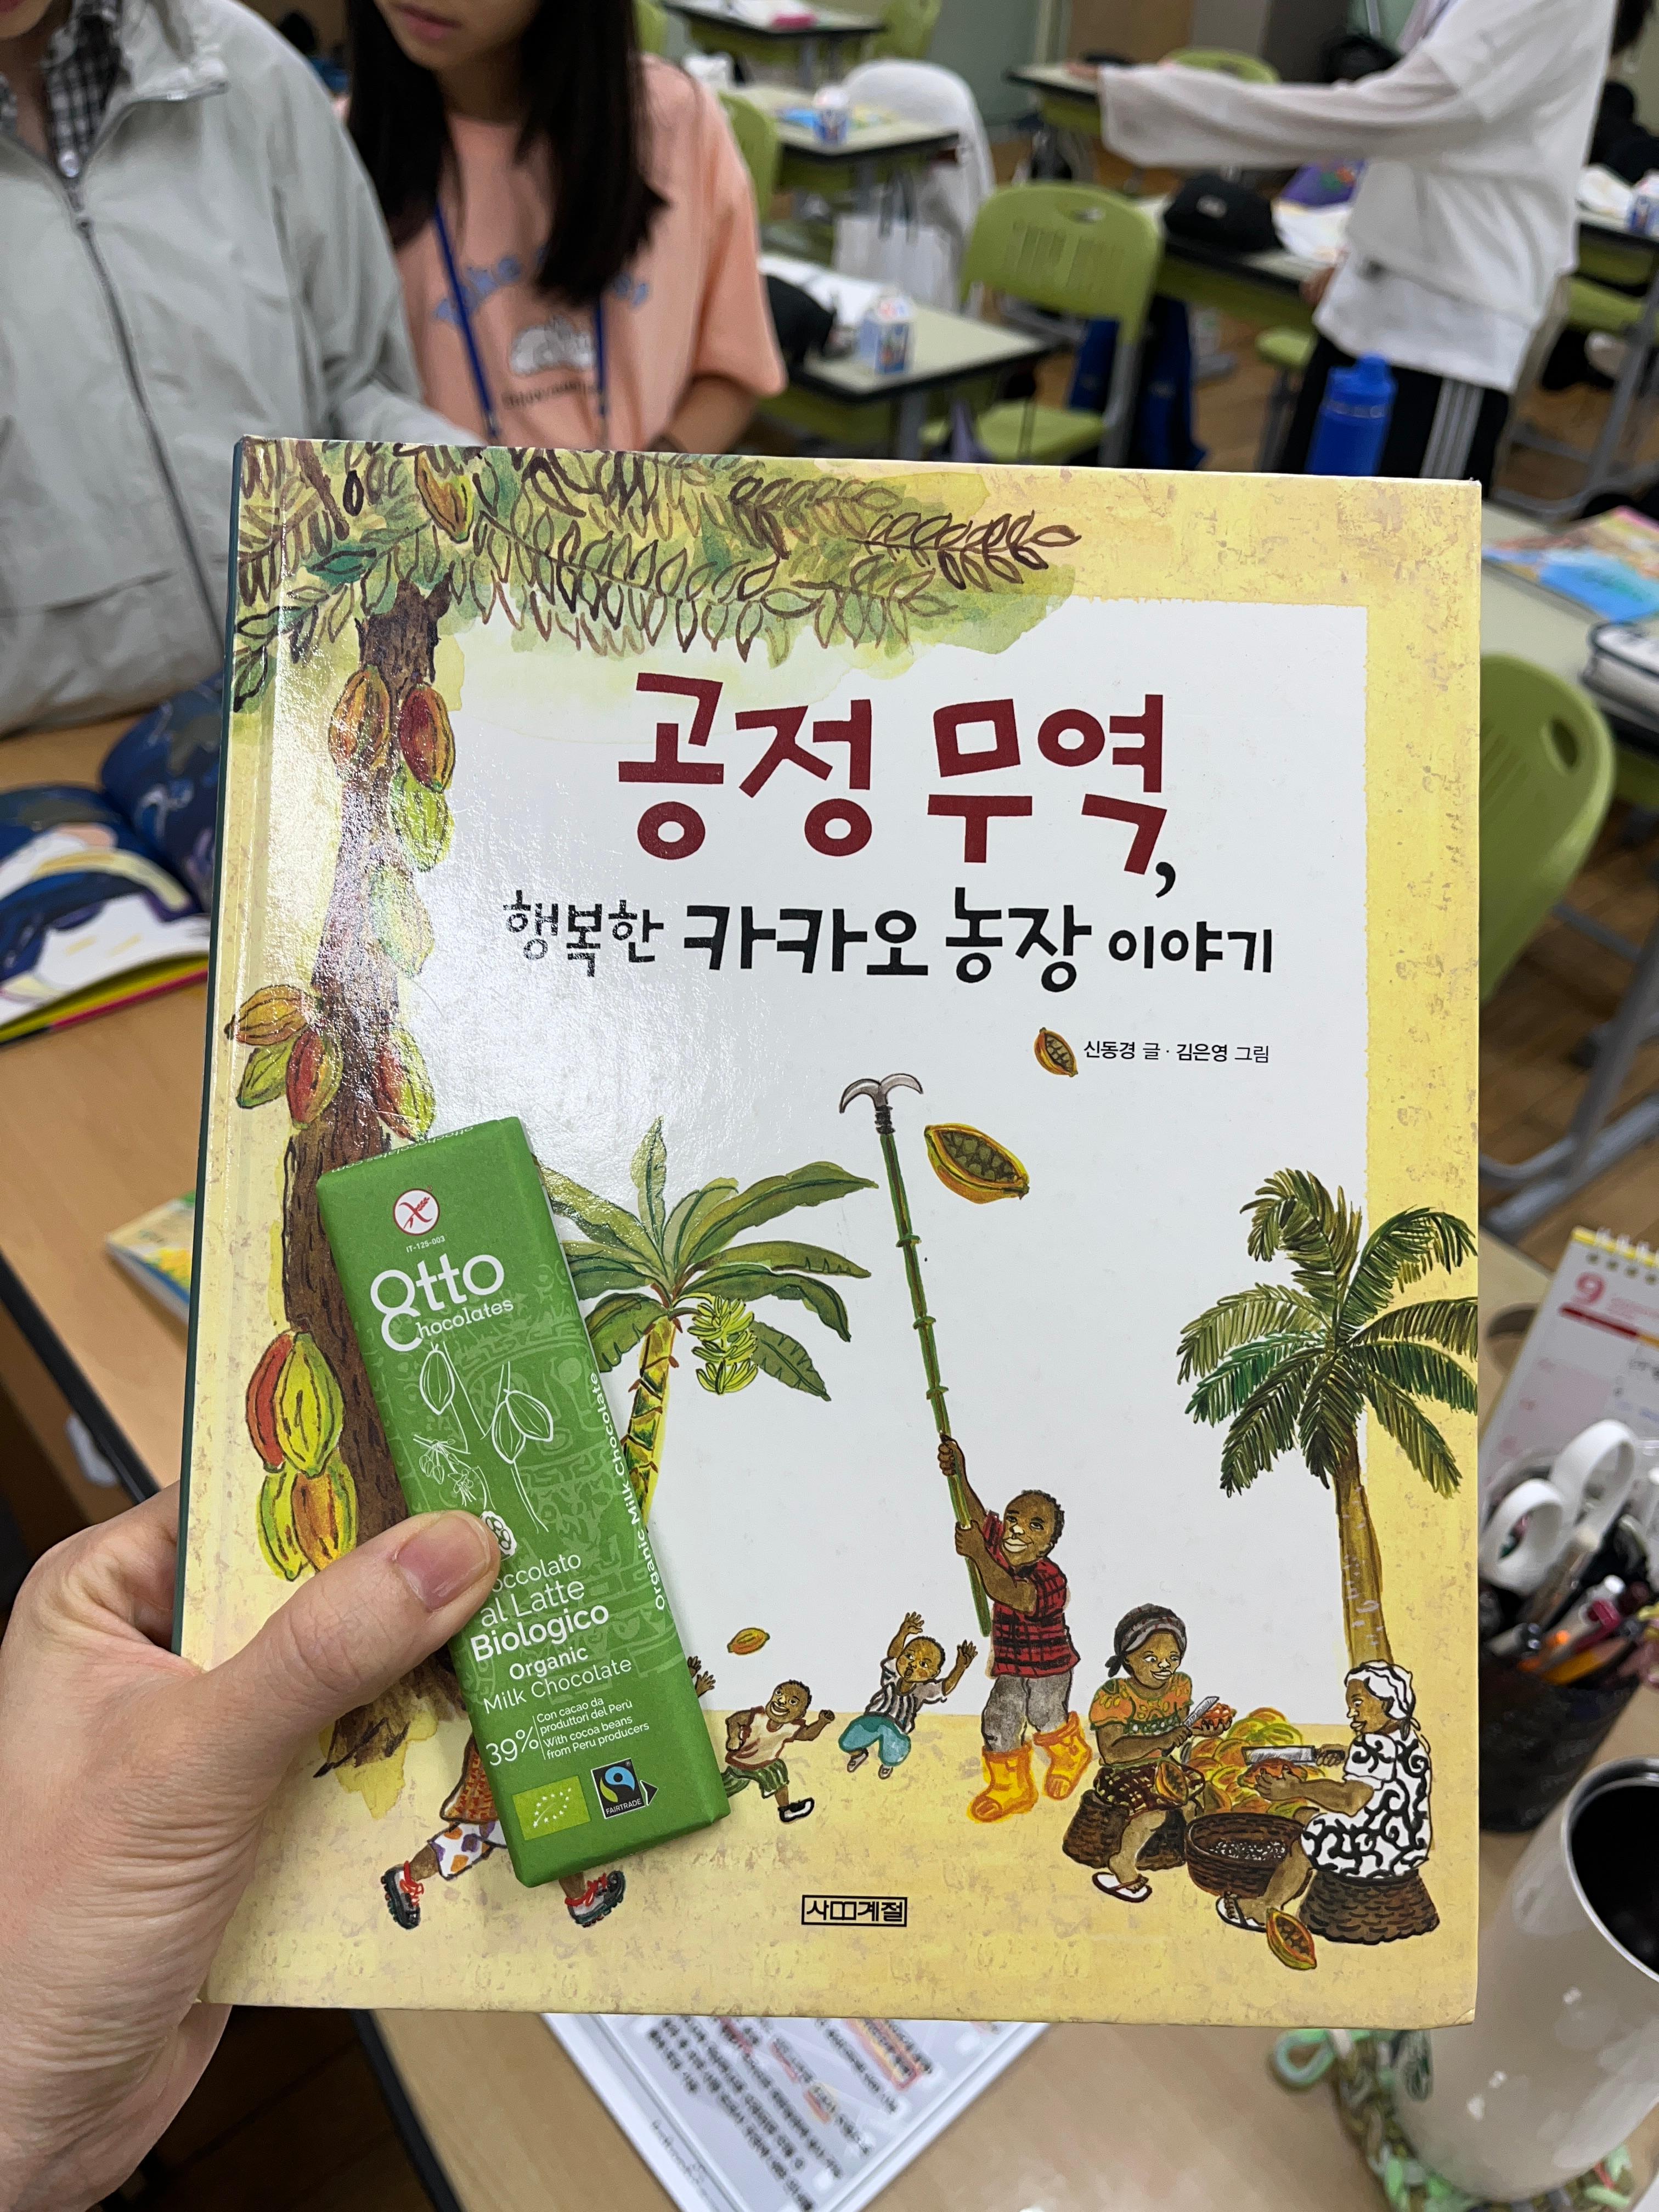 공정 무역,
행복한 카카오 농장 이야기
신동경 글 · 김은영 그림
IT-125-003
Otto
Chocolates
Organic Milk Chocolate
al Latte
Biologico
Organic
Milk Chocolate
39%
Con cacao da
produttori del Perù
With cocoa beans
from Peru producers
FAIRTRADE
사계절
9